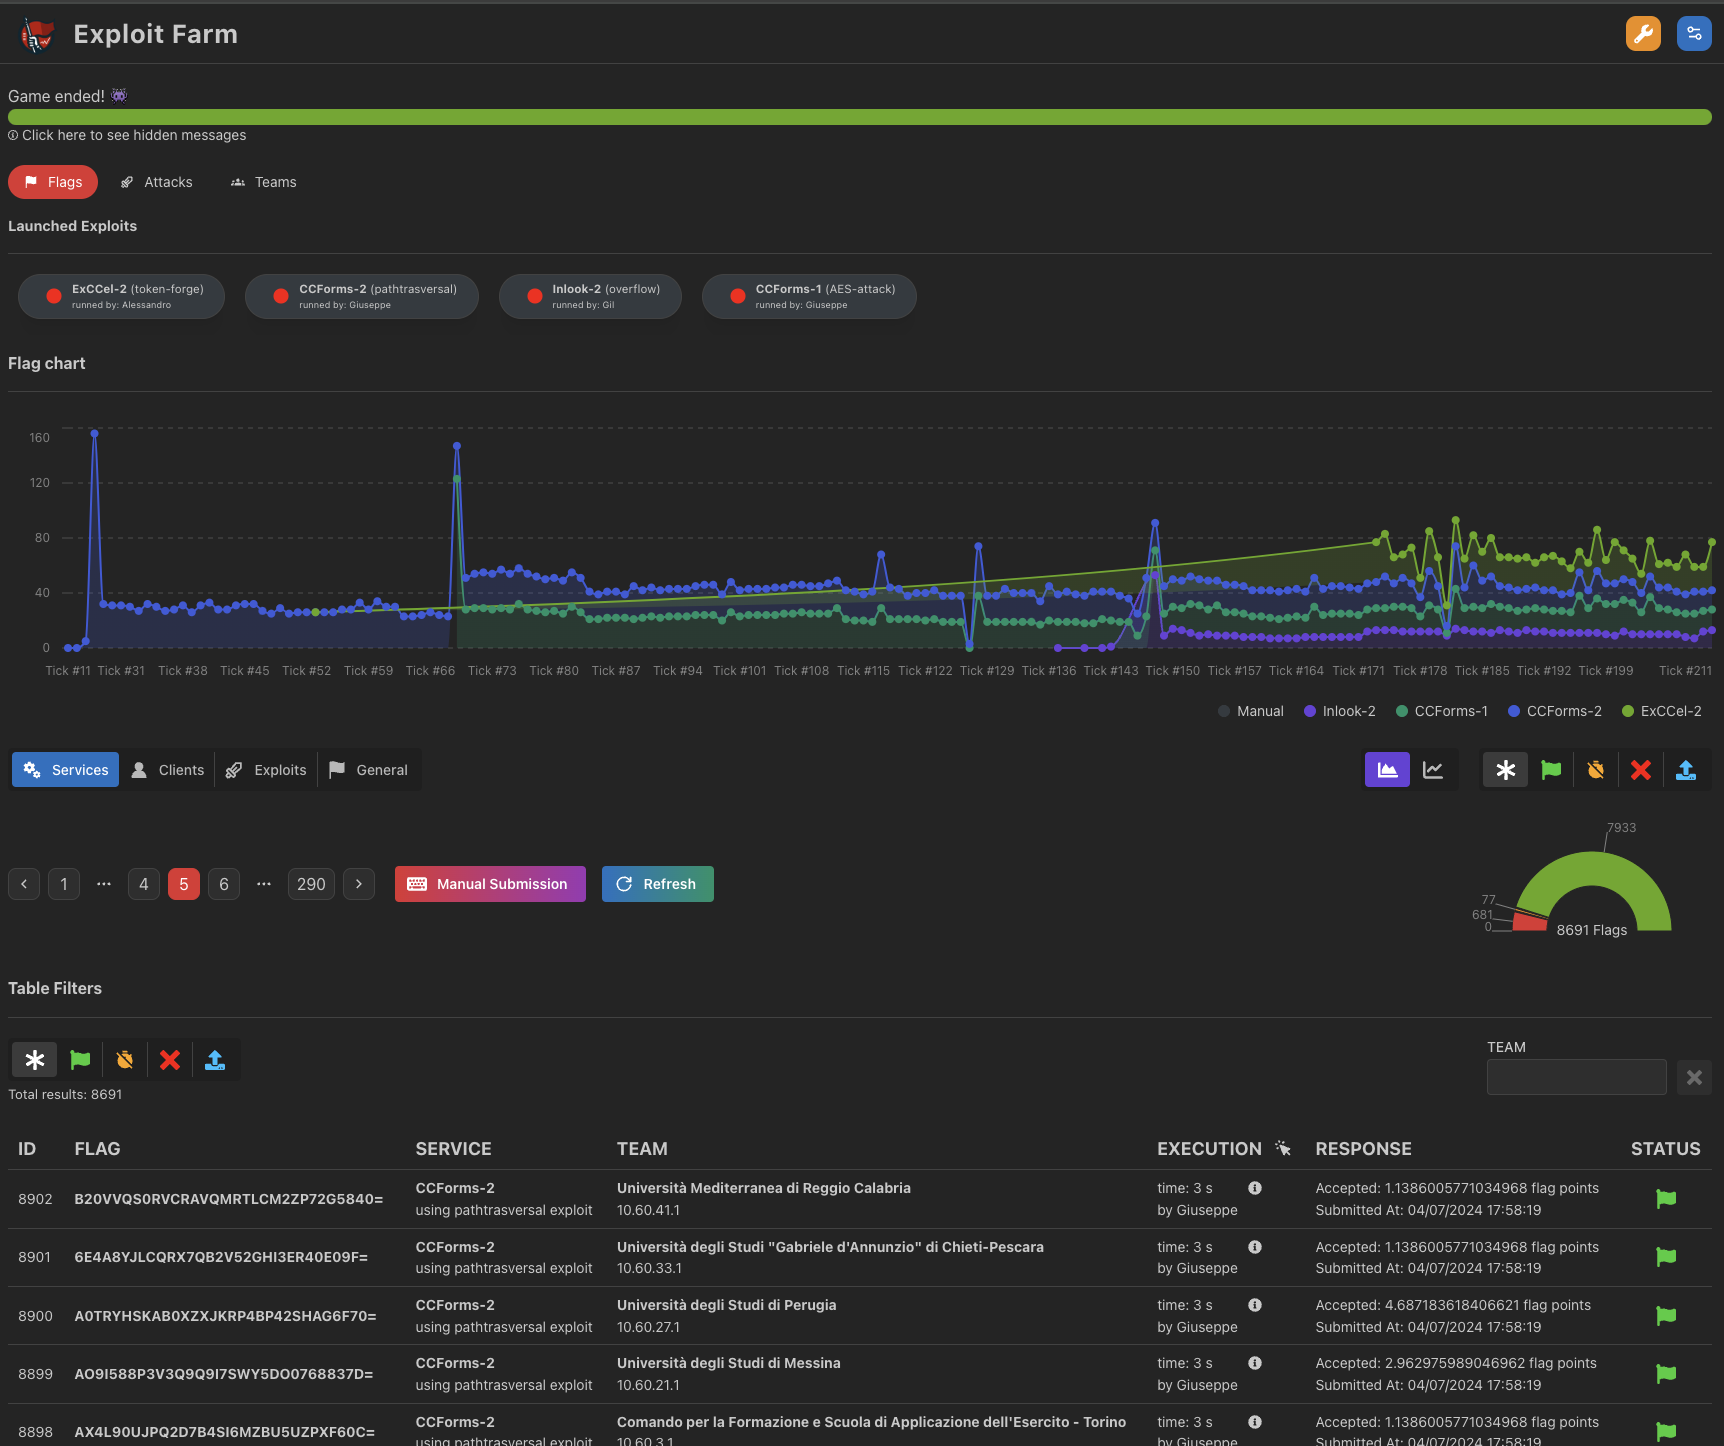 Exploit Farm
Game ended! 👾
Click here to see hidden messages
Flags Attacks Teams
Launched Exploits
ExCCel-2 (token-forge)
runned by: Alessandro
CCForms-2 (pathtrasversal)
runned by: Giuseppe
Inlook-2 (overflow)
runned by: Gil
CCForms-1 (AES-attack)
runned by: Giuseppe
Flag chart
160
120
80
40
0
Tick #11 Tick #31 Tick #38 Tick #45 Tick #52 Tick #59 Tick #66 Tick #73 Tick #80 Tick #87 Tick #94 Tick #101 Tick #108 Tick #115 Tick #122 Tick #129 Tick #136 Tick #143 Tick #150 Tick #157 Tick #164 Tick #171 Tick #178 Tick #185 Tick #192 Tick #199 Tick #211
Manual Inlook-2 CCForms-1 CCForms-2 ExCCel-2
Services Clients Exploits General
7933
77
681
0
8691 Flags
1 ... 4 5 6 ... 290
Manual Submission Refresh
Table Filters
TEAM
Total results: 8691
ID FLAG SERVICE TEAM EXECUTION RESPONSE STATUS
8902 B20VVQS0RVCRAVQMRTLCM2ZP72G5840= CCForms-2 Università Mediterranea di Reggio Calabria time: 3 s Accepted: 1.1386005771034968 flag points
using pathtrasversal exploit 10.60.41.1 by Giuseppe Submitted At: 04/07/2024 17:58:19
8901 6E4A8YJLCQRX7QB2V52GHI3ER40E09F= CCForms-2 Università degli Studi "Gabriele d'Annunzio" di Chieti-Pescara time: 3 s Accepted: 1.1386005771034968 flag points
using pathtrasversal exploit 10.60.33.1 by Giuseppe Submitted At: 04/07/2024 17:58:19
8900 A0TRYHSKAB0XZXJKRP4BP42SHAG6F70= CCForms-2 Università degli Studi di Perugia time: 3 s Accepted: 4.687183618406621 flag points
using pathtrasversal exploit 10.60.27.1 by Giuseppe Submitted At: 04/07/2024 17:58:19
8899 AO9I588P3V3Q9Q9I7SWY5DO0768837D= CCForms-2 Università degli Studi di Messina time: 3 s Accepted: 2.962975989046962 flag points
using pathtrasversal exploit 10.60.21.1 by Giuseppe Submitted At: 04/07/2024 17:58:19
8898 AX4L90UJPQ2D7B4SI6MZBU5UZPXF60C= CCForms-2 Comando per la Formazione e Scuola di Applicazione dell'Esercito - Torino time: 3 s Accepted: 1.1386005771034968 flag points
using pathtrasversal exploit 10.60.3.1 by Giuseppe Submitted At: 04/07/2024 17:58:19